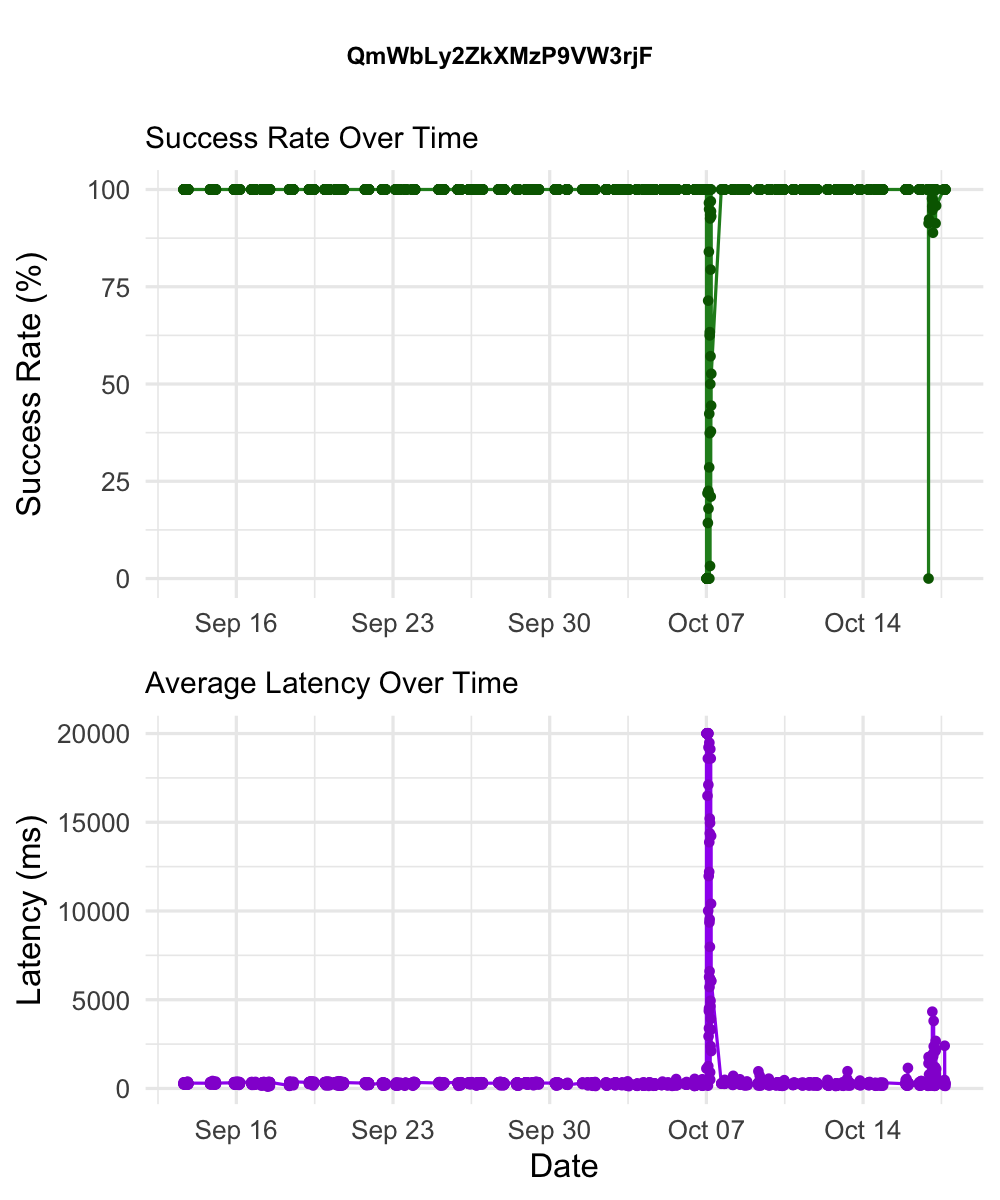 QmWbLy2ZkXMzP9VW3rjF
Success Rate Over Time
Success Rate (%)
100
75
50
25
0
Sep 16 Sep 23 Sep 30 Oct 07 Oct 14
Average Latency Over Time
Latency (ms)
20000
15000
10000
5000
0
Sep 16 Sep 23 Sep 30 Oct 07 Oct 14
Date